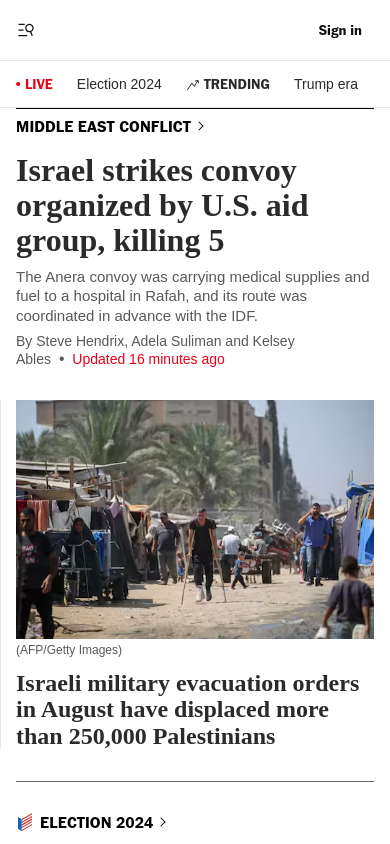 Sign in
LIVE Election 2024 TRENDING Trump era
MIDDLE EAST CONFLICT
Israel strikes convoy
organized by U.S. aid
group, killing 5
The Anera convoy was carrying medical supplies and
fuel to a hospital in Rafah, and its route was
coordinated in advance with the IDF.
By Steve Hendrix, Adela Suliman and Kelsey
Ables • Updated 16 minutes ago
(AFP/Getty Images)
Israeli military evacuation orders
in August have displaced more
than 250,000 Palestinians
ELECTION 2024